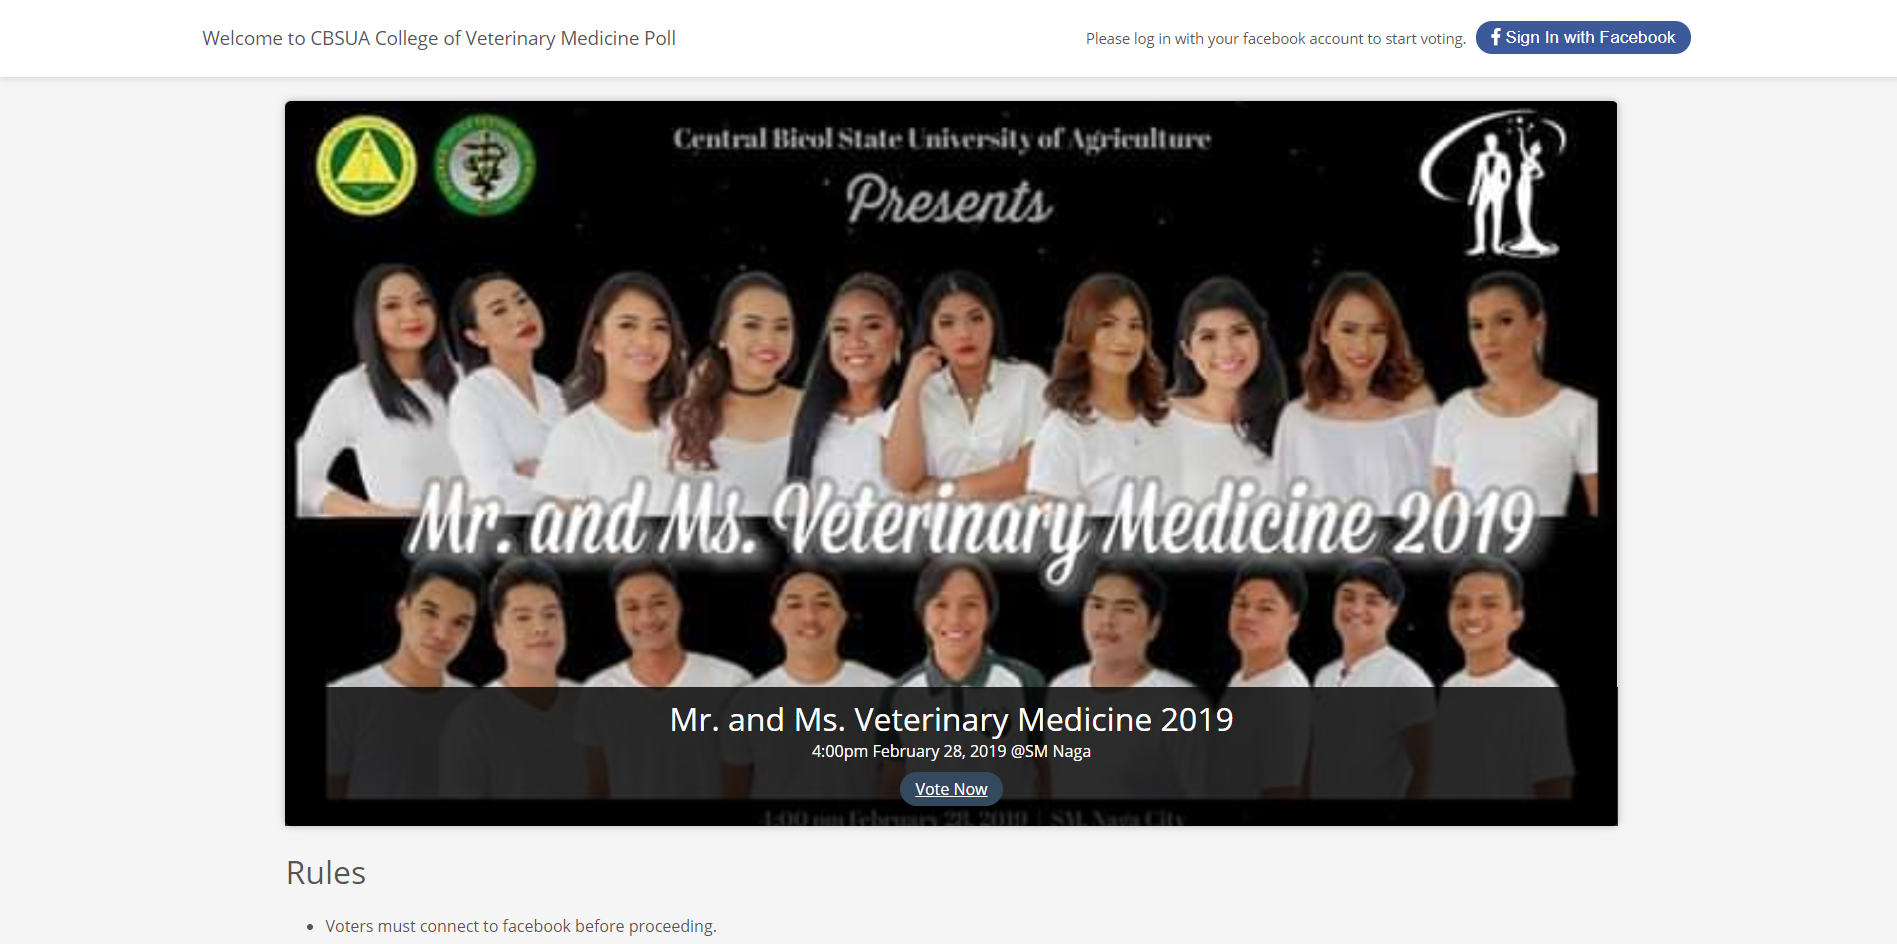 Welcome to CBSUA College of Veterinary Medicine Poll
Please log in with your facebook account to start voting.
Sign In with Facebook
Central Bicol State University of Agriculture
Presents
Mr. and Ms. Veterinary Medicine 2019
Mr. and Ms. Veterinary Medicine 2019
4:00pm February 28, 2019 @SM Naga
Vote Now
4:00 pm February 28, 2019 | SM, Naga City
Rules
Voters must connect to facebook before proceeding.